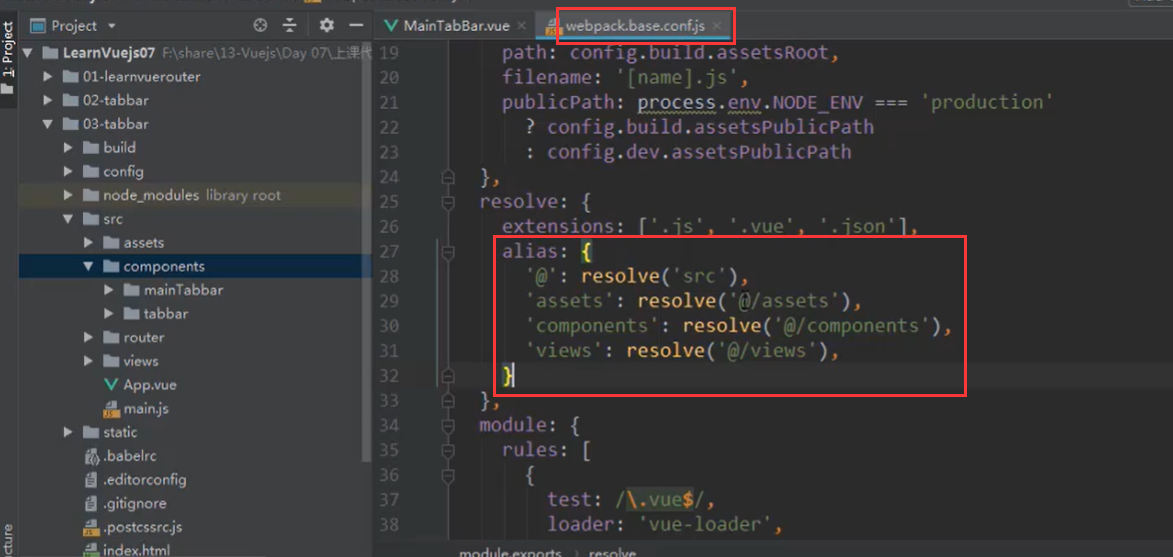 Project
MainTabBar.vue
webpack.base.conf.js
1: Project
LearnVuejs07 F:\share\13-Vuejs\Day 07\上课代
01-learnvuerouter
02-tabbar
03-tabbar
build
config
node_modules library root
src
assets
components
mainTabbar
tabbar
router
views
App.vue
main.js
static
.babelrc
.editorconfig
.gitignore
.postcssrc.js
index.html
19 path: config.build.assetsRoot,
20 filename: '[name].js',
21 publicPath: process.env.NODE_ENV === 'production'
22 ? config.build.assetsPublicPath
23 : config.dev.assetsPublicPath
24 },
25 resolve: {
26 extensions: ['.js', '.vue', '.json'],
27 alias: {
28 '@': resolve('src'),
29 'assets': resolve('@/assets'),
30 'components': resolve('@/components'),
31 'views': resolve('@/views'),
32 }
33 },
34 module: {
35 rules: [
36 {
37 test: /\.vue$/,
38 loader: 'vue-loader',
module.exports › resolve